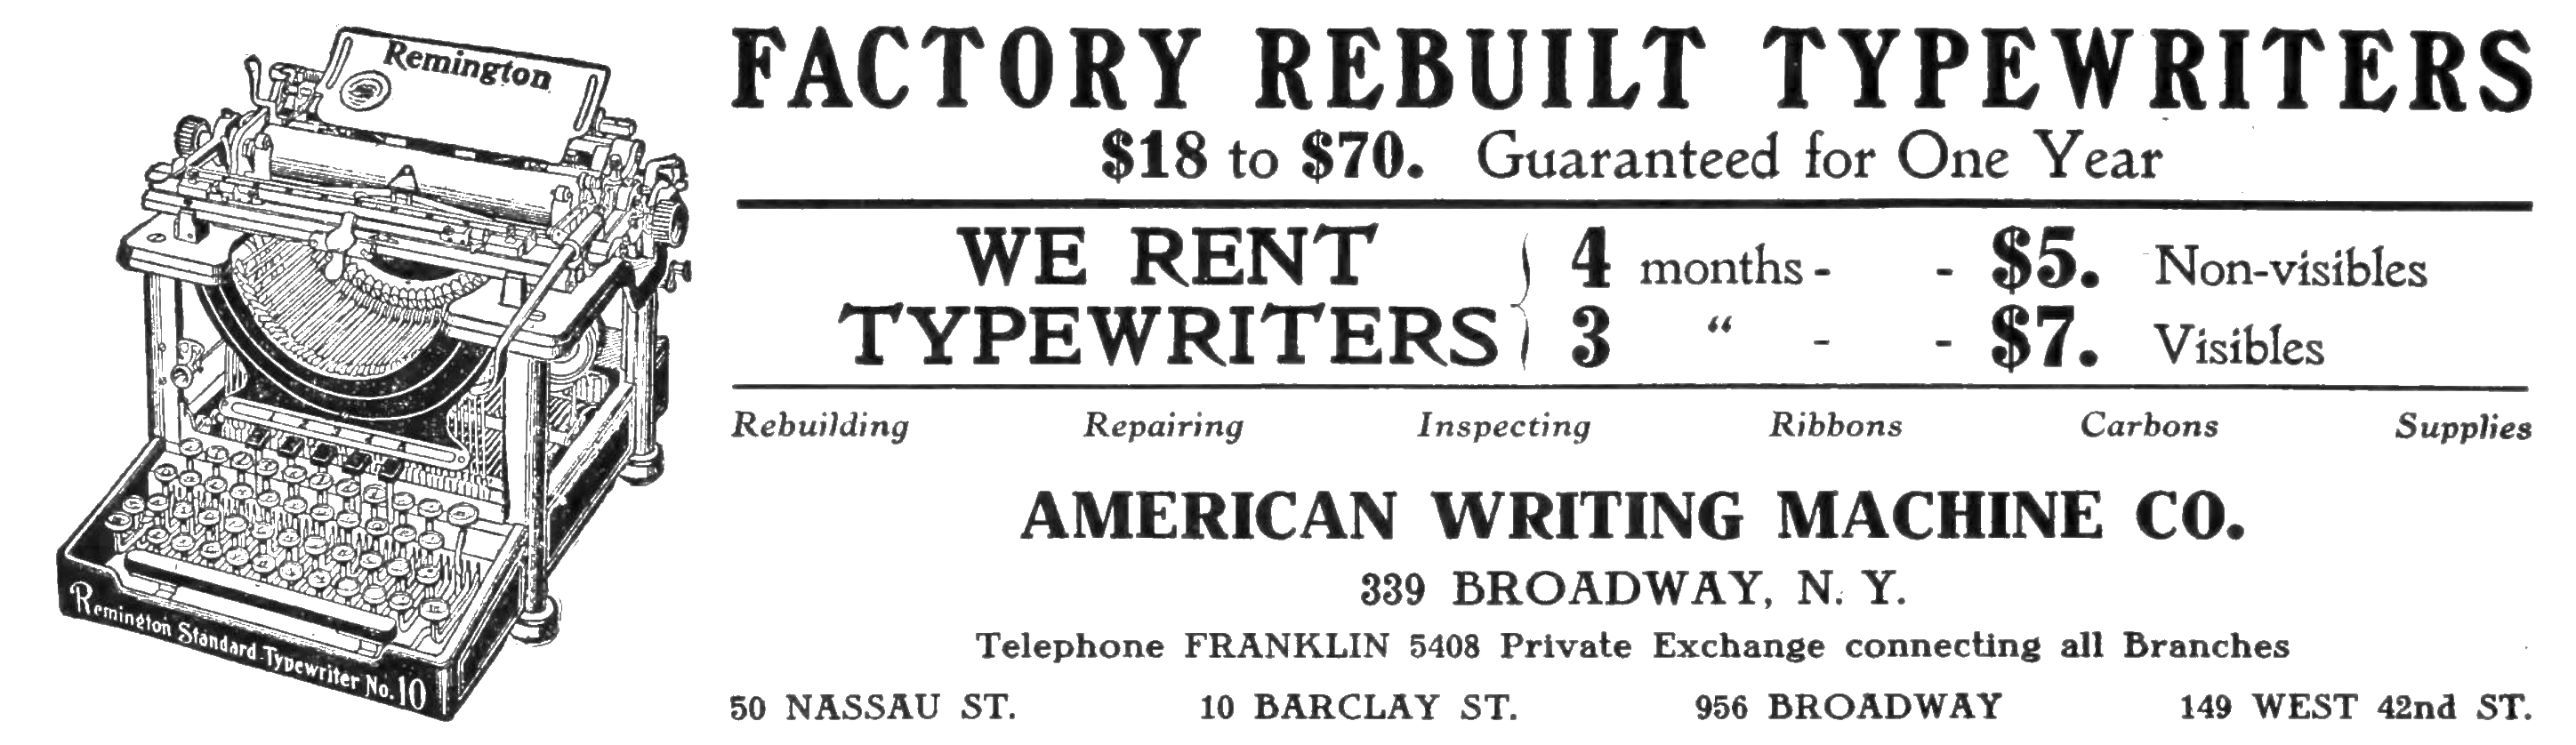 Remington
Remington Standard Typewriter No. 10
FACTORY REBUILT TYPEWRITERS
$18 to $70. Guaranteed for One Year
WE RENT
TYPEWRITERS
4 months - - $5. Non-visibles
3 “ - - $7. Visibles
Rebuilding Repairing Inspecting Ribbons Carbons Supplies
AMERICAN WRITING MACHINE CO.
339 BROADWAY, N. Y.
Telephone FRANKLIN 5408 Private Exchange connecting all Branches
50 NASSAU ST. 10 BARCLAY ST. 956 BROADWAY 149 WEST 42nd ST.